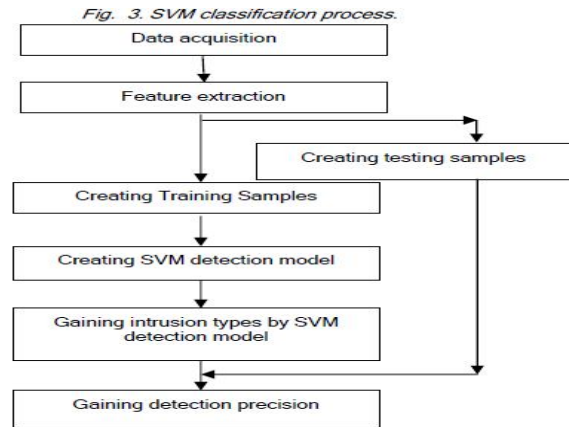 Fig. 3. SVM classification process.
Data acquisition
Feature extraction
Creating testing samples
Creating Training Samples
Creating SVM detection model
Gaining intrusion types by SVM
detection model
Gaining detection precision